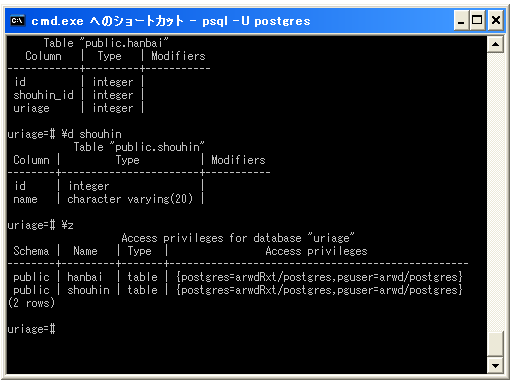 cmd.exe へのショートカット - psql -U postgres
Table "public.hanbai"
Column | Type | Modifiers
------------+---------+-----------
id | integer |
shouhin_id | integer |
uriage | integer |
uriage=# ¥d shouhin
Table "public.shouhin"
Column | Type | Modifiers
--------+-----------------------+-----------
id | integer |
name | character varying(20) |
uriage=# ¥z
Access privileges for database "uriage"
Schema | Name | Type | Access privileges
--------+---------+-------+------------------------------------------------
public | hanbai | table | {postgres=arwdRxt/postgres,pguser=arwd/postgres}
public | shouhin | table | {postgres=arwdRxt/postgres,pguser=arwd/postgres}
(2 rows)
uriage=#